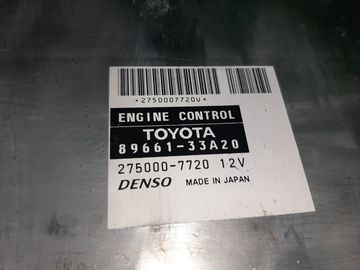 *2750007720U*
ENGINE CONTROL
TOYOTA
89661-33A20
275000-7720 12V
DENSO MADE IN JAPAN